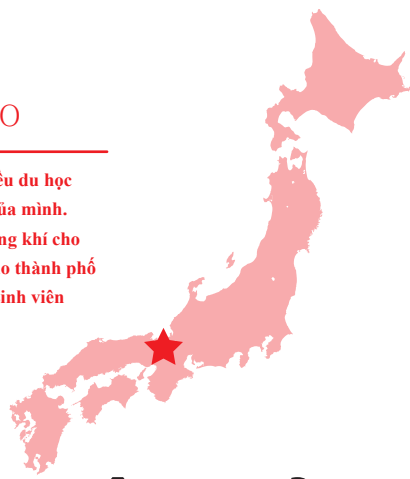 O
ều du học
ủa mình.
ng khí cho
o thành phố
inh viên